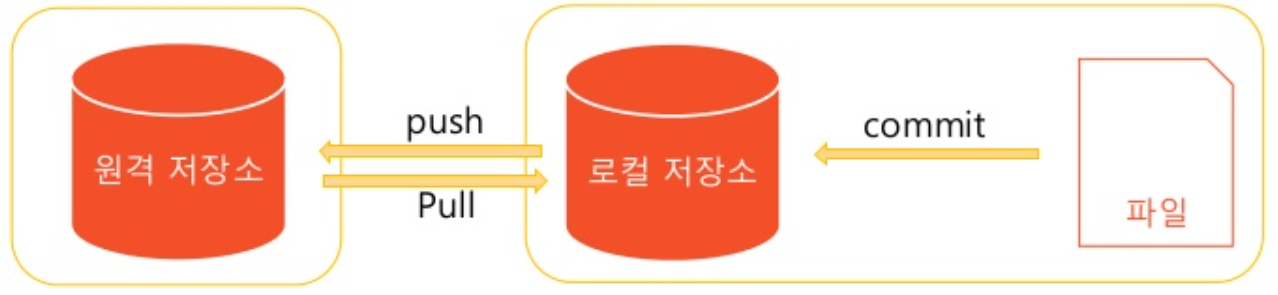 원격 저장소
push
Pull
로컬 저장소
commit
파일